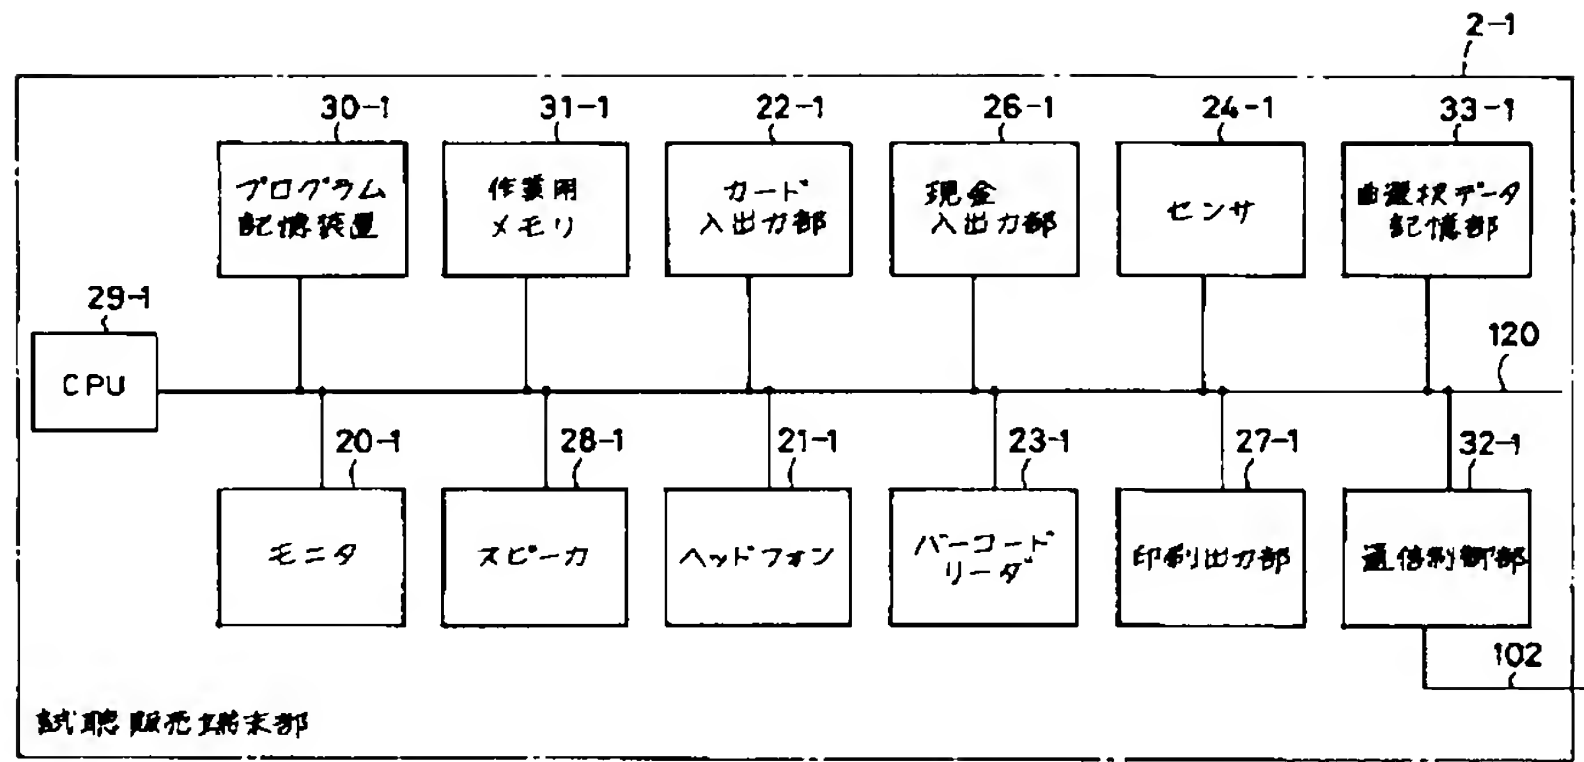 2-1
30-1
31-1
22-1
26-1
24-1
33-1
プログラム
記憶装置
作業用
メモリ
カード
入出力部
現金
入出力部
センサ
曲選択データ
記憶部
29-1
CPU
120
20-1
28-1
21-1
23-1
27-1
32-1
モニタ
スピーカ
ヘッドフォン
バーコード
リーダ
印刷出力部
通信制御部
102
試聴販売端末部